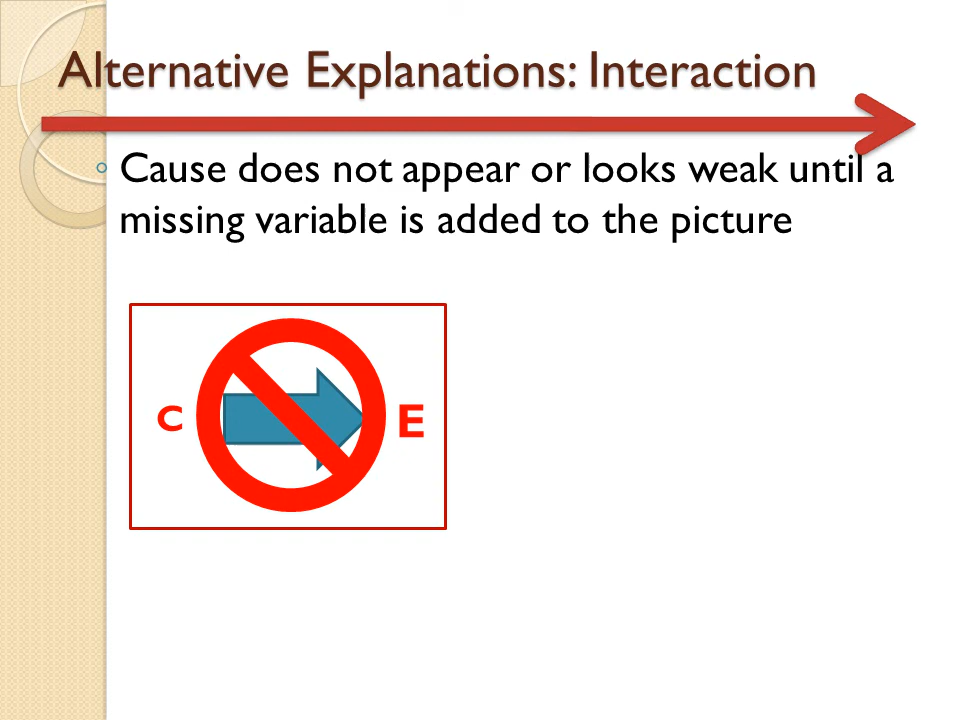 Alternative Explanations: Interaction
Cause does not appear or looks weak until a
missing variable is added to the picture
C E